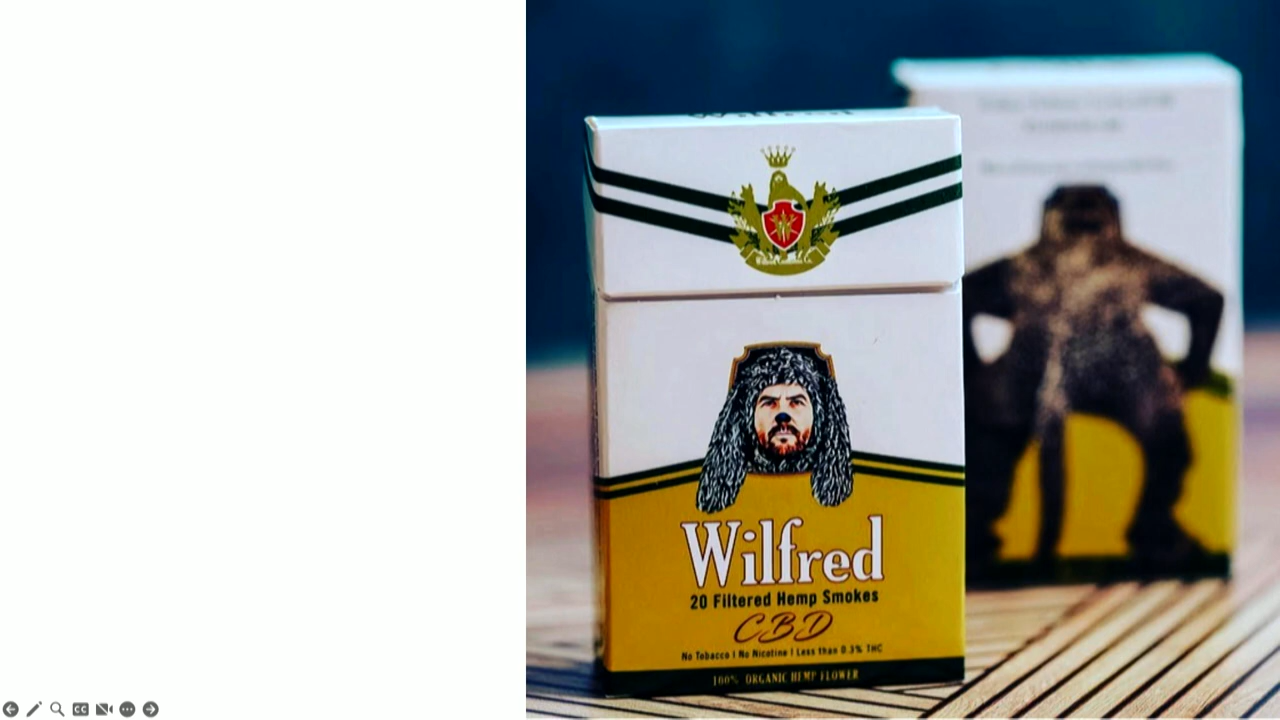 Wilfred
Wilfred
20 Filtered Hemp Smokes
CBD
No Tobacco | No Nicotine | Less than 0.3% THC
100% ORGANIC HEMP FLOWER